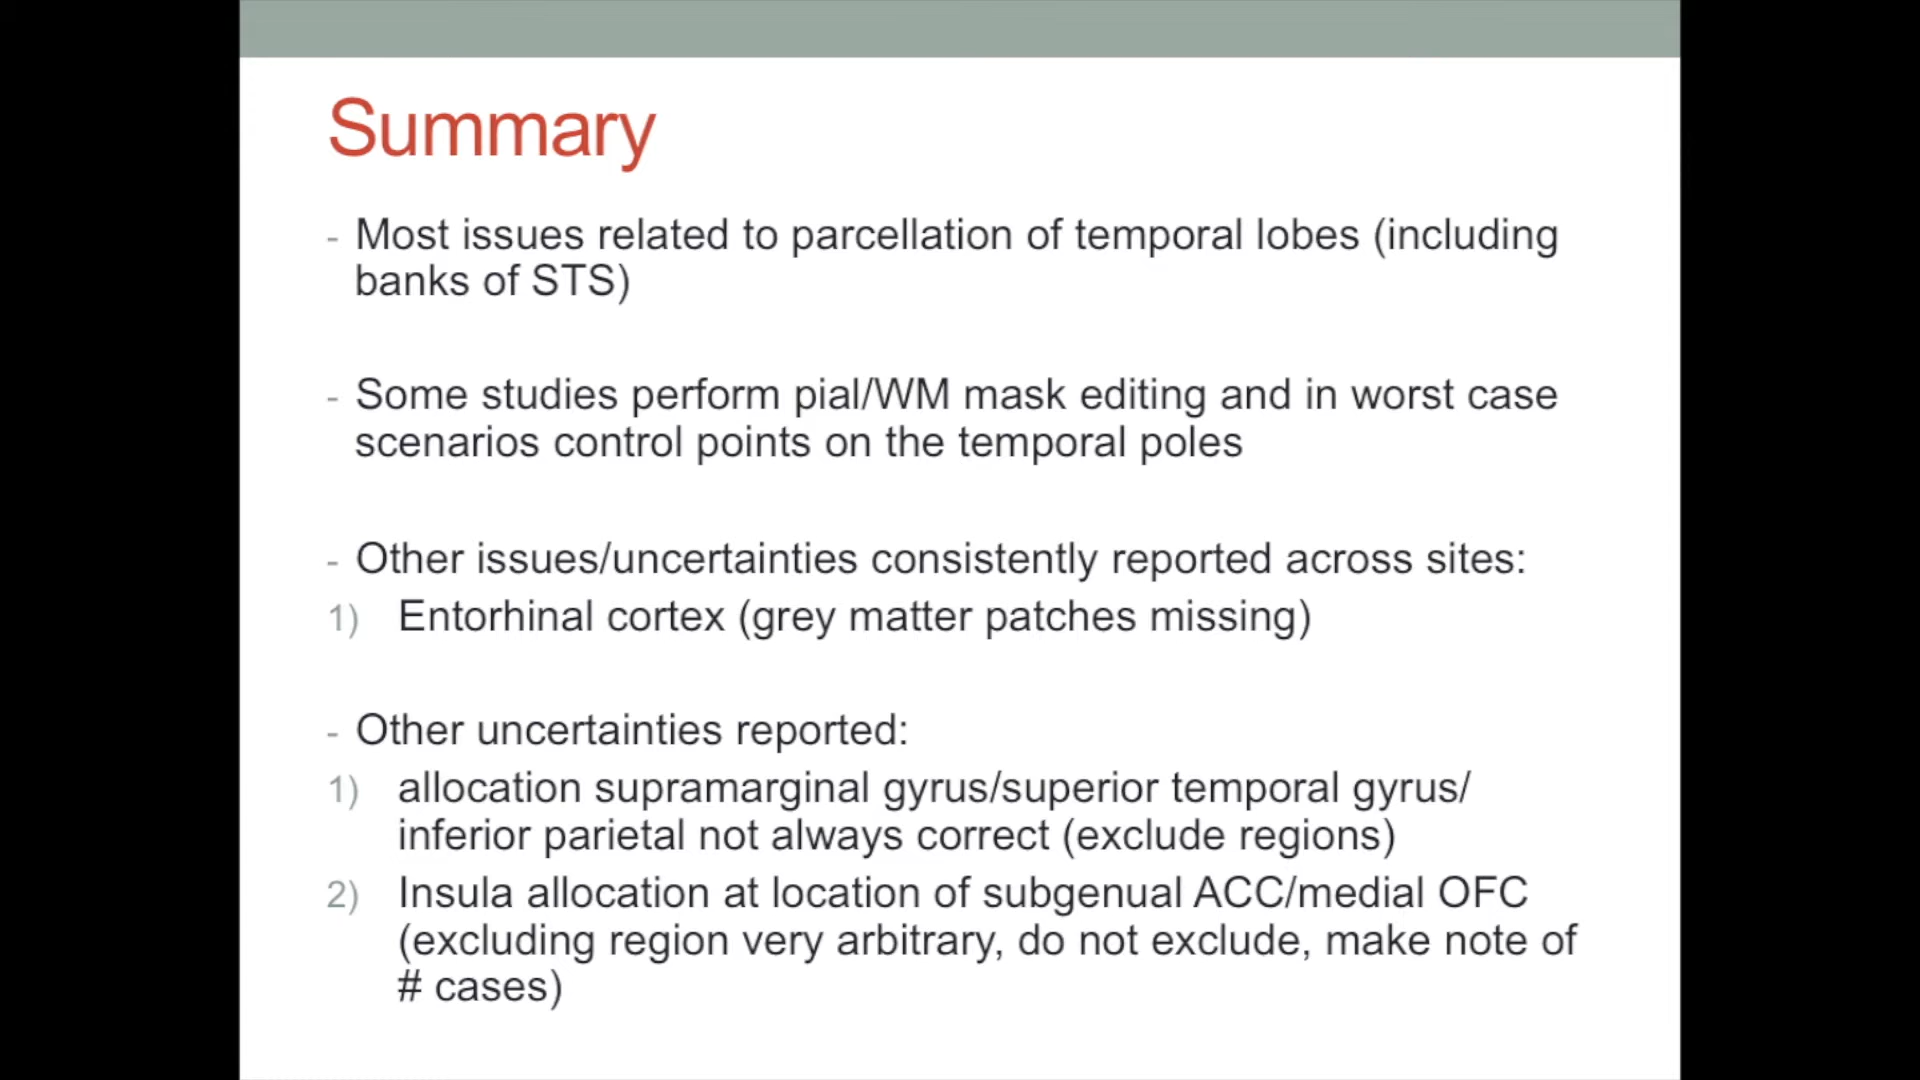 Summary
- Most issues related to parcellation of temporal lobes (including
banks of STS)
- Some studies perform pial/WM mask editing and in worst case
scenarios control points on the temporal poles
- Other issues/uncertainties consistently reported across sites:
1) Entorhinal cortex (grey matter patches missing)
- Other uncertainties reported:
1) allocation supramarginal gyrus/superior temporal gyrus/
inferior parietal not always correct (exclude regions)
2) Insula allocation at location of subgenual ACC/medial OFC
(excluding region very arbitrary, do not exclude, make note of
# cases)